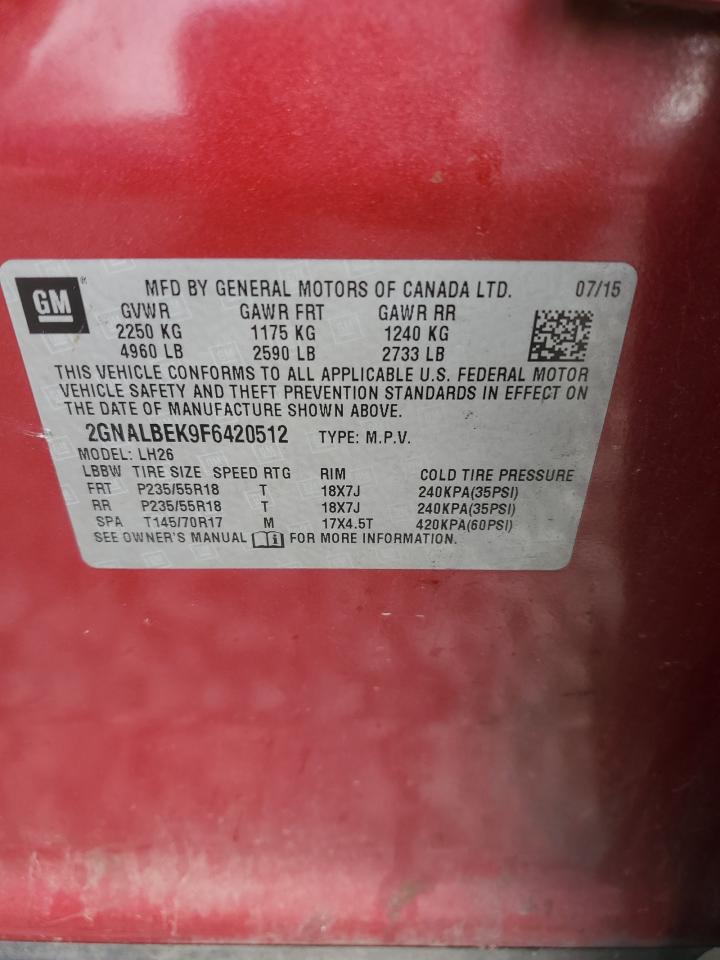 GM®
MFD BY GENERAL MOTORS OF CANADA LTD. 07/15
GVWR GAWR FRT GAWR RR
2250 KG 1175 KG 1240 KG
4960 LB 2590 LB 2733 LB
THIS VEHICLE CONFORMS TO ALL APPLICABLE U.S. FEDERAL MOTOR
VEHICLE SAFETY AND THEFT PREVENTION STANDARDS IN EFFECT ON
THE DATE OF MANUFACTURE SHOWN ABOVE.
2GNALBEK9F6420512 TYPE: M.P.V.
MODEL: LH26
LBBW TIRE SIZE SPEED RTG RIM COLD TIRE PRESSURE
FRT P235/55R18 T 18X7J 240KPA(35PSI)
RR P235/55R18 T 18X7J 240KPA(35PSI)
SPA T145/70R17 M 17X4.5T 420KPA(60PSI)
SEE OWNER'S MANUAL FOR MORE INFORMATION.